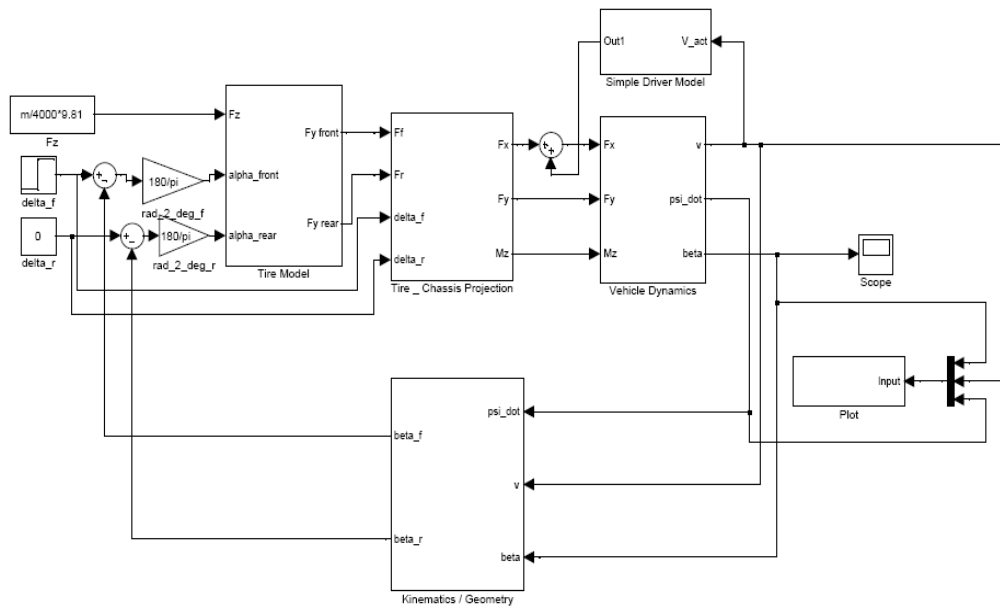 Out1
V_act
Simple Driver Model
m/4000*9.81
Fz
Fz
Fy front
alpha_front
Fy rear
alpha_rear
Tire Model
delta_f
180/pi
rad_2_deg_f
0
delta_r
180/pi
rad_2_deg_r
+
-
+
-
Ff
Fx
Fr
Fy
delta_f
Mz
delta_r
Tire _ Chassis Projection
+
+
Fx
v
psi_dot
Fy
Mz
beta
Vehicle Dynamics
Scope
Input
Plot
psi_dot
beta_f
v
beta_r
beta
Kinematics / Geometry